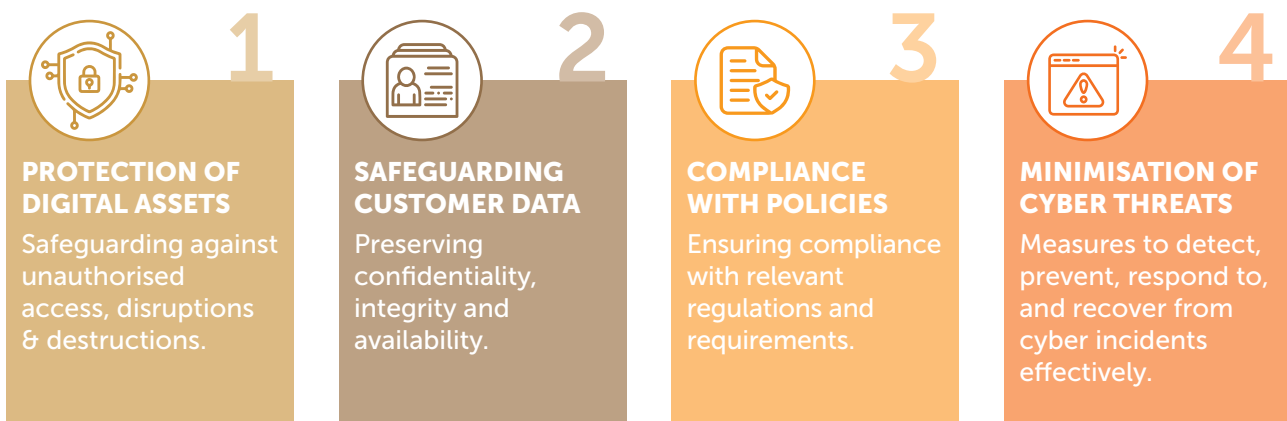 1
PROTECTION OF
DIGITAL ASSETS
Safeguarding against
unauthorised
access, disruptions
& destructions.
2
SAFEGUARDING
CUSTOMER DATA
Preserving
confidentiality,
integrity and
availability.
3
COMPLIANCE
WITH POLICIES
Ensuring compliance
with relevant
regulations and
requirements.
4
MINIMISATION OF
CYBER THREATS
Measures to detect,
prevent, respond to,
and recover from
cyber incidents
effectively.